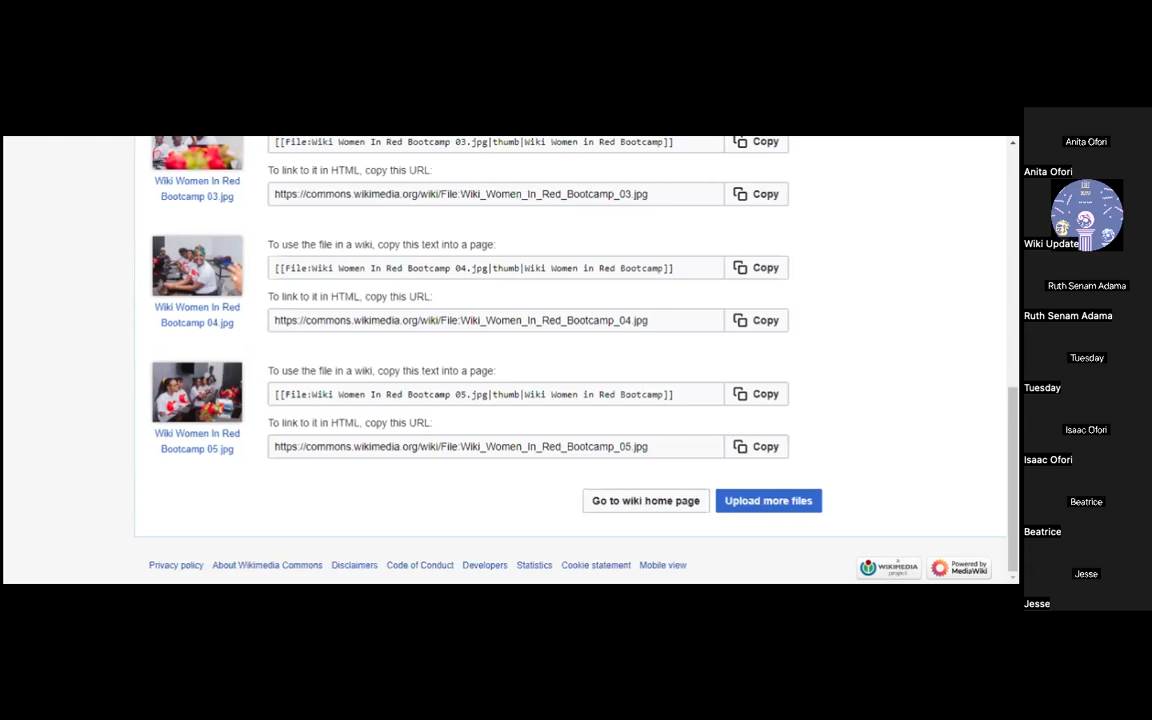 [[File:Wiki Women In Red Bootcamp 03.jpg|thumb|Wiki Women in Red Bootcamp]]
Copy
Wiki Women In Red
Bootcamp 03.jpg
To link to it in HTML, copy this URL:
https://commons.wikimedia.org/wiki/File:Wiki_Women_In_Red_Bootcamp_03.jpg
Copy
To use the file in a wiki, copy this text into a page:
[[File:Wiki Women In Red Bootcamp 04.jpg|thumb|Wiki Women in Red Bootcamp]]
Copy
Wiki Women In Red
Bootcamp 04.jpg
To link to it in HTML, copy this URL:
https://commons.wikimedia.org/wiki/File:Wiki_Women_In_Red_Bootcamp_04.jpg
Copy
To use the file in a wiki, copy this text into a page:
[[File:Wiki Women In Red Bootcamp 05.jpg|thumb|Wiki Women in Red Bootcamp]]
Copy
Wiki Women In Red
Bootcamp 05.jpg
To link to it in HTML, copy this URL:
https://commons.wikimedia.org/wiki/File:Wiki_Women_In_Red_Bootcamp_05.jpg
Copy
Go to wiki home page
Upload more files
Privacy policy
About Wikimedia Commons
Disclaimers
Code of Conduct
Developers
Statistics
Cookie statement
Mobile view
A
WIKIMEDIA
project
Powered by
MediaWiki
Anita Ofori
Anita Ofori
Wiki Update
Ruth Senam Adama
Ruth Senam Adama
Tuesday
Tuesday
Isaac Ofori
Isaac Ofori
Beatrice
Beatrice
Jesse
Jesse